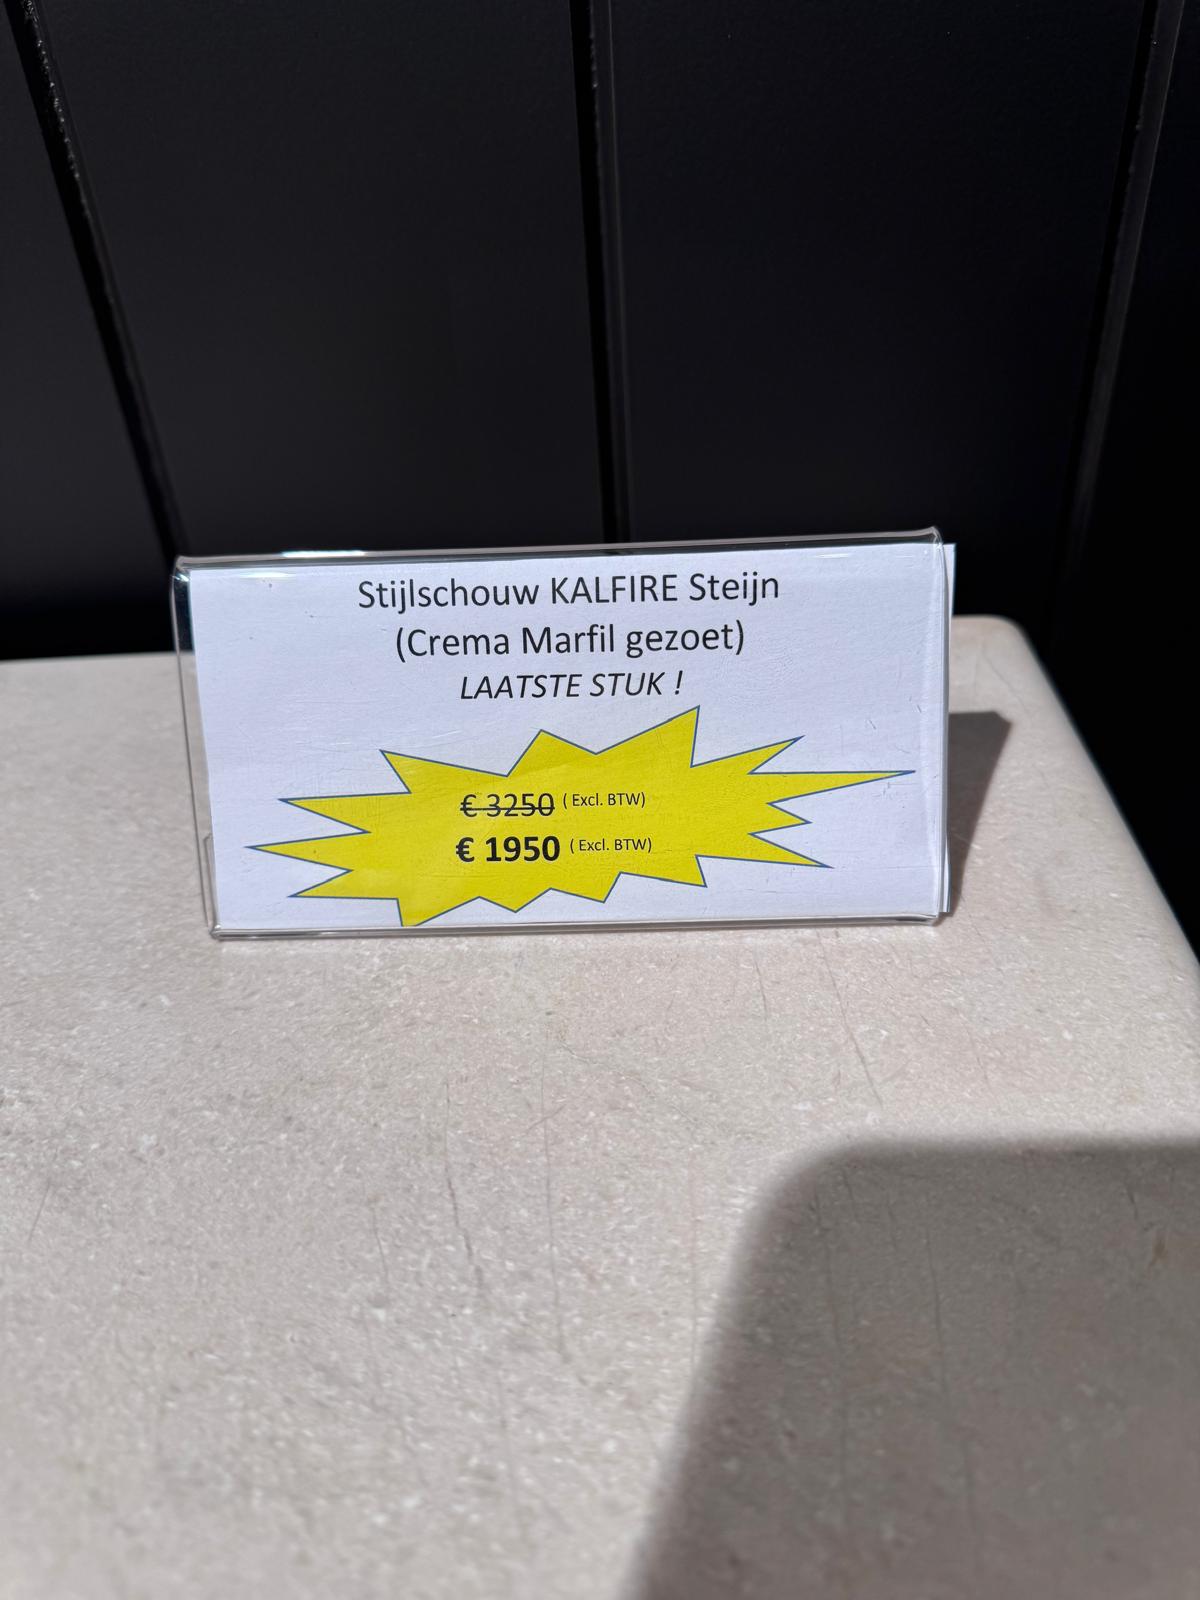 Stijlschouw KALFIRE Steijn
(Crema Marfil gezoet)
LAATSTE STUK !
€ 3250 ( Excl. BTW)
€ 1950 ( Excl. BTW)